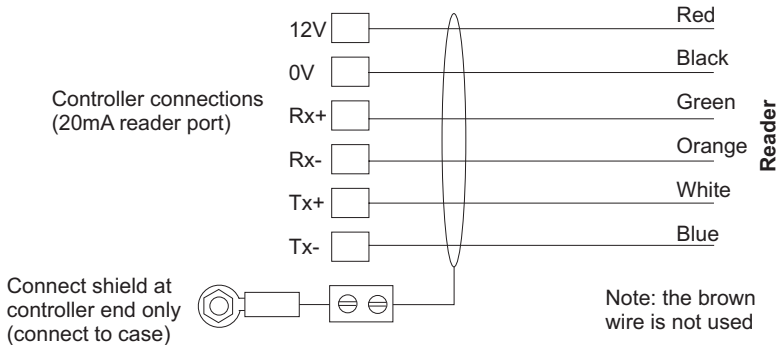 12V
Red
0V
Black
Controller connections
(20mA reader port)
Rx+
Green
Rx-
Orange
Tx+
White
Tx-
Blue
Reader
Connect shield at
controller end only
(connect to case)
Note: the brown
wire is not used